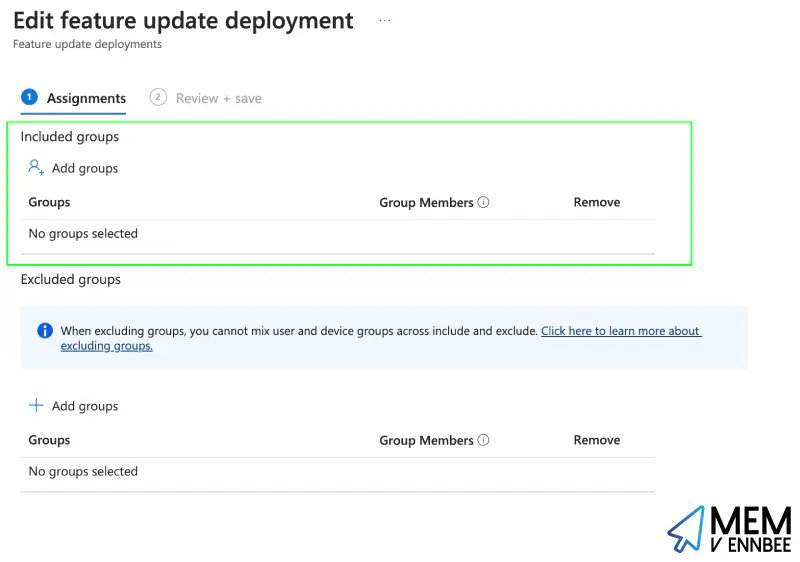 Edit feature update deployment ...
Feature update deployments
1 Assignments 2 Review + save
Included groups
Add groups
Groups Group Members Remove
No groups selected
Excluded groups
When excluding groups, you cannot mix user and device groups across include and exclude. Click here to learn more about
excluding groups.
Add groups
Groups Group Members Remove
No groups selected
MEM
V ENNBEE